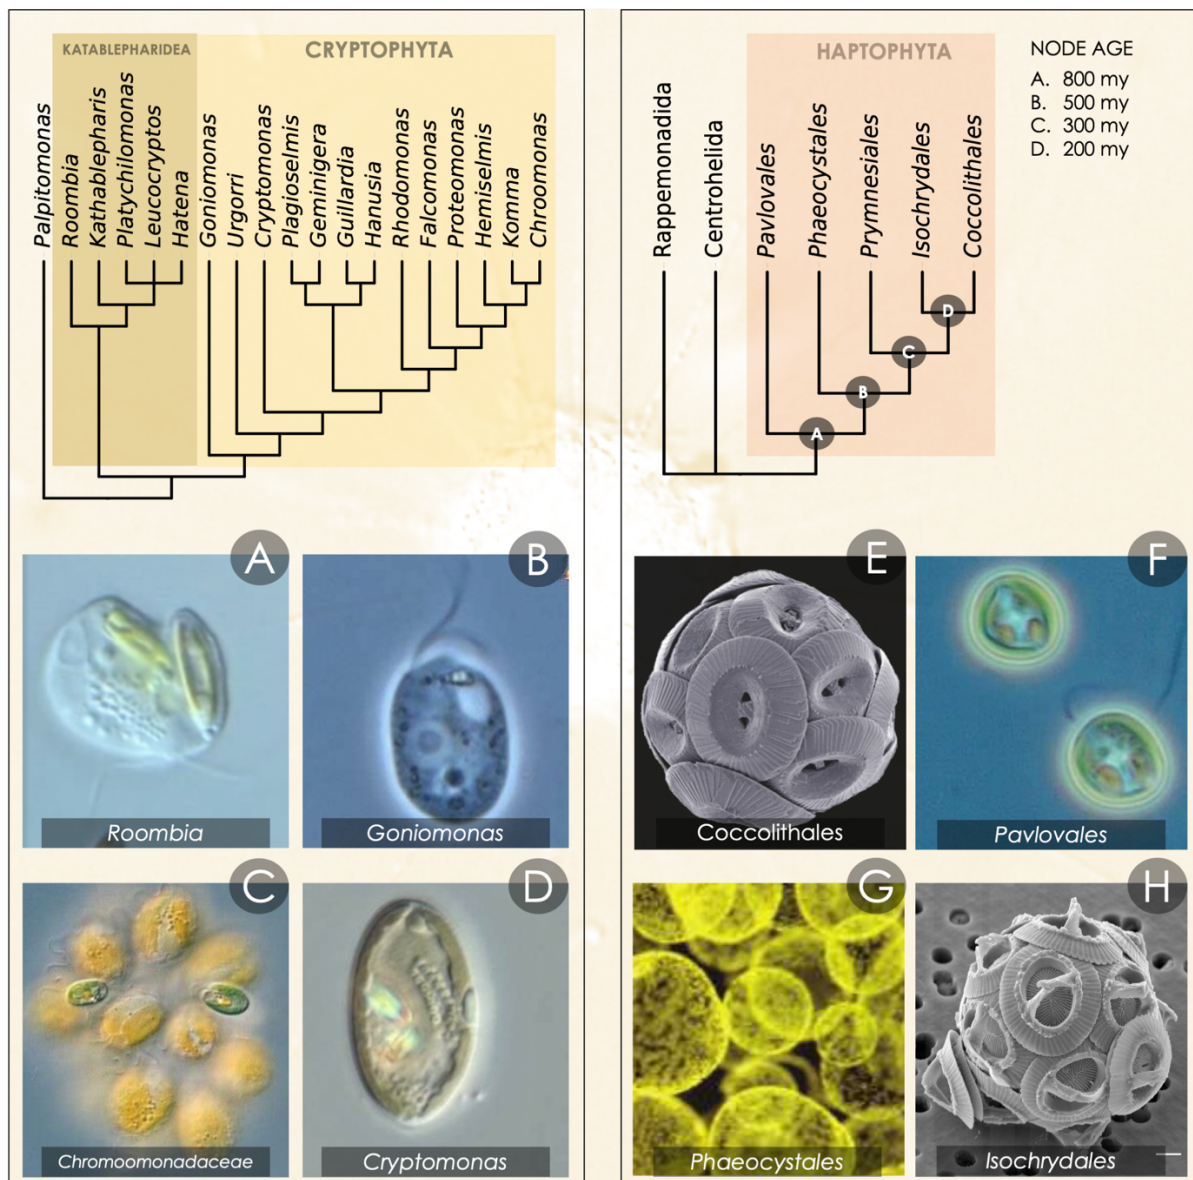 KATABLEPHARIDEA
CRYPTOPHYTA
Palpitomonas
Roombia
Kathablepharis
Platychilomonas
Leucocryptos
Hatena
Goniomonas
Urgorri
Cryptomonas
Plagioselmis
Geminigera
Guillardia
Hanusia
Rhodomonas
Falcomonas
Proteomonas
Hemiselmis
Komma
Chroomonas
A
Roombia
B
Goniomonas
C
Chromoomonadaceae
D
Cryptomonas
HAPTOPHYTA
Rappemonadida
Centrohelida
Pavlovales
Phaeocystales
Prymnesiales
Isochrydales
Coccolithales
D
C
B
A
NODE AGE
A. 800 my
B. 500 my
C. 300 my
D. 200 my
E
Coccolithales
F
Pavlovales
G
Phaeocystales
H
Isochrydales